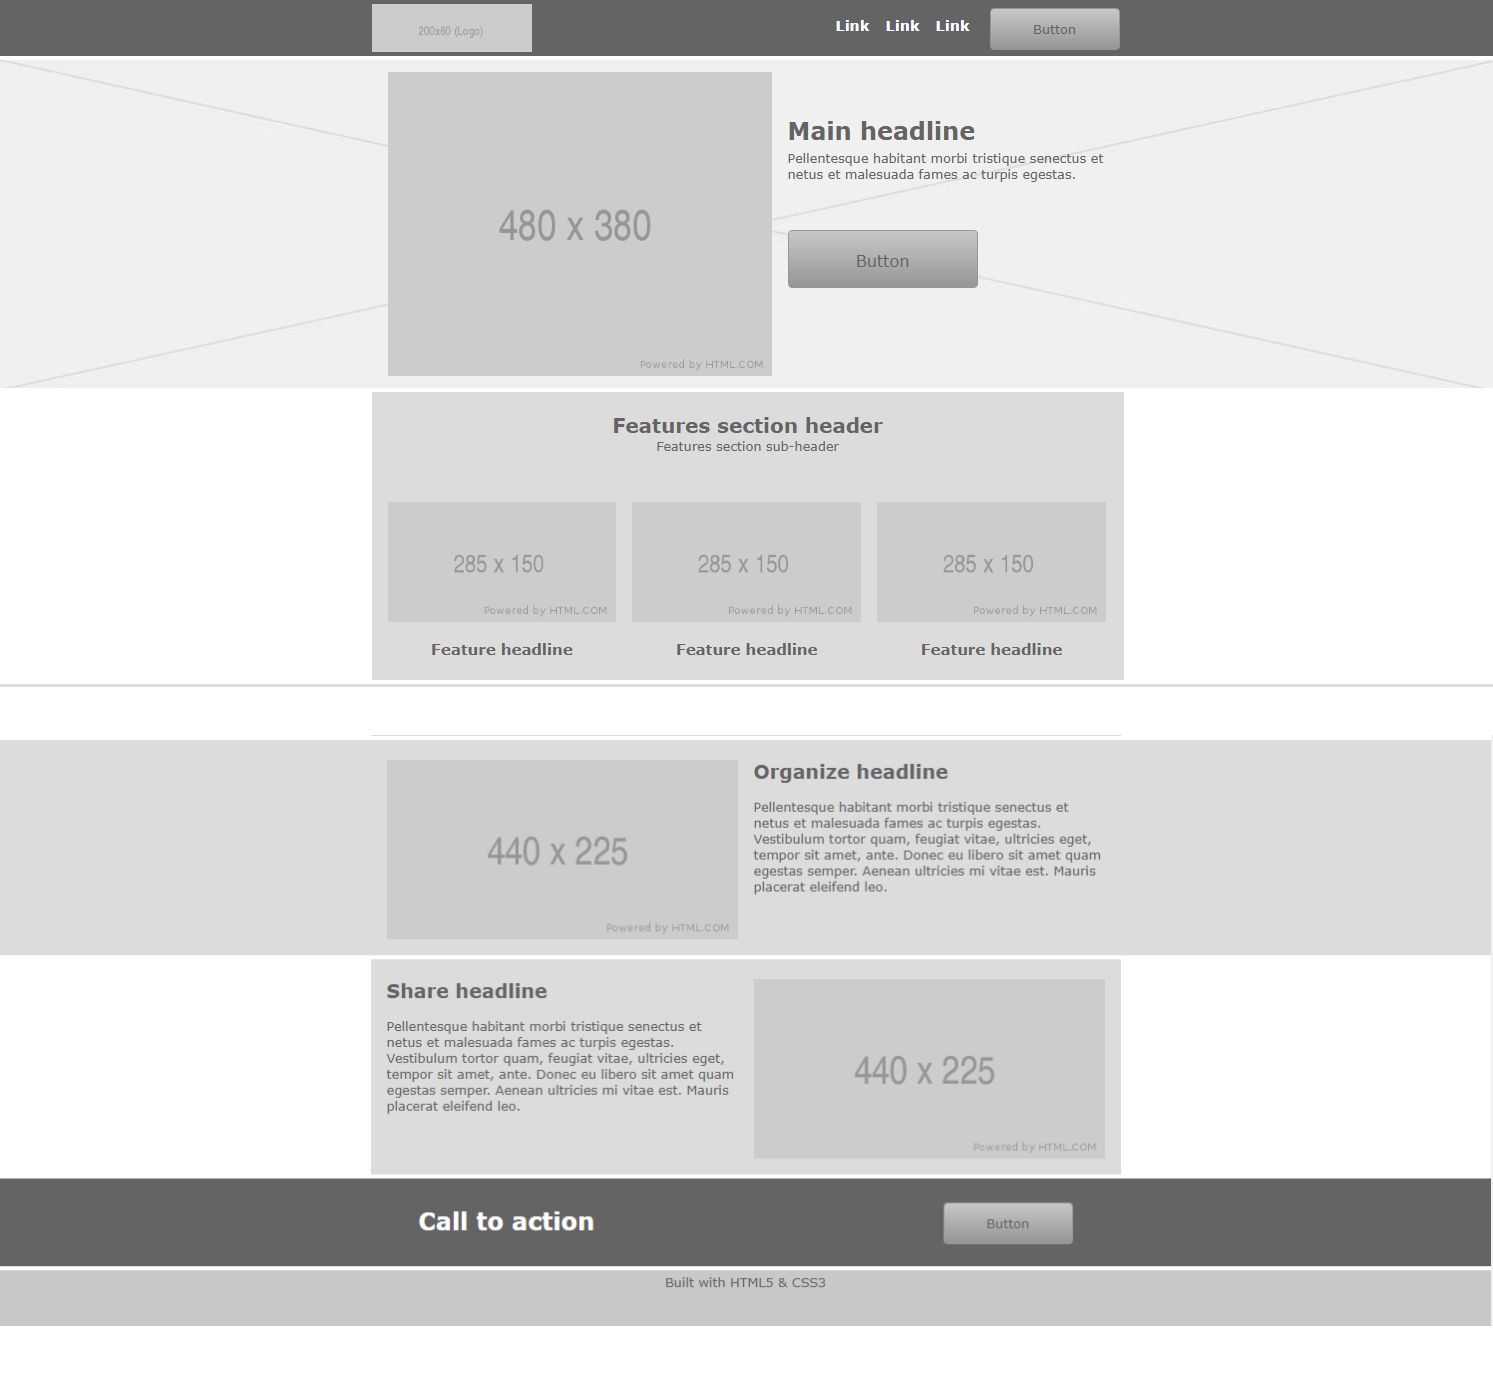 200x60 (Logo)
Link Link Link Button
480 x 380
Powered by HTML.COM
Main headline
Pellentesque habitant morbi tristique senectus et
netus et malesuada fames ac turpis egestas.
Button
Features section header
Features section sub-header
285 x 150
Powered by HTML.COM
Feature headline
285 x 150
Powered by HTML.COM
Feature headline
285 x 150
Powered by HTML.COM
Feature headline
440 x 225
Powered by HTML.COM
Organize headline
Pellentesque habitant morbi tristique senectus et
netus et malesuada fames ac turpis egestas.
Vestibulum tortor quam, feugiat vitae, ultricies eget,
tempor sit amet, ante. Donec eu libero sit amet quam
egestas semper. Aenean ultricies mi vitae est. Mauris
placerat eleifend leo.
Share headline
Pellentesque habitant morbi tristique senectus et
netus et malesuada fames ac turpis egestas.
Vestibulum tortor quam, feugiat vitae, ultricies eget,
tempor sit amet, ante. Donec eu libero sit amet quam
egestas semper. Aenean ultricies mi vitae est. Mauris
placerat eleifend leo.
440 x 225
Powered by HTML.COM
Call to action
Button
Built with HTML5 & CSS3